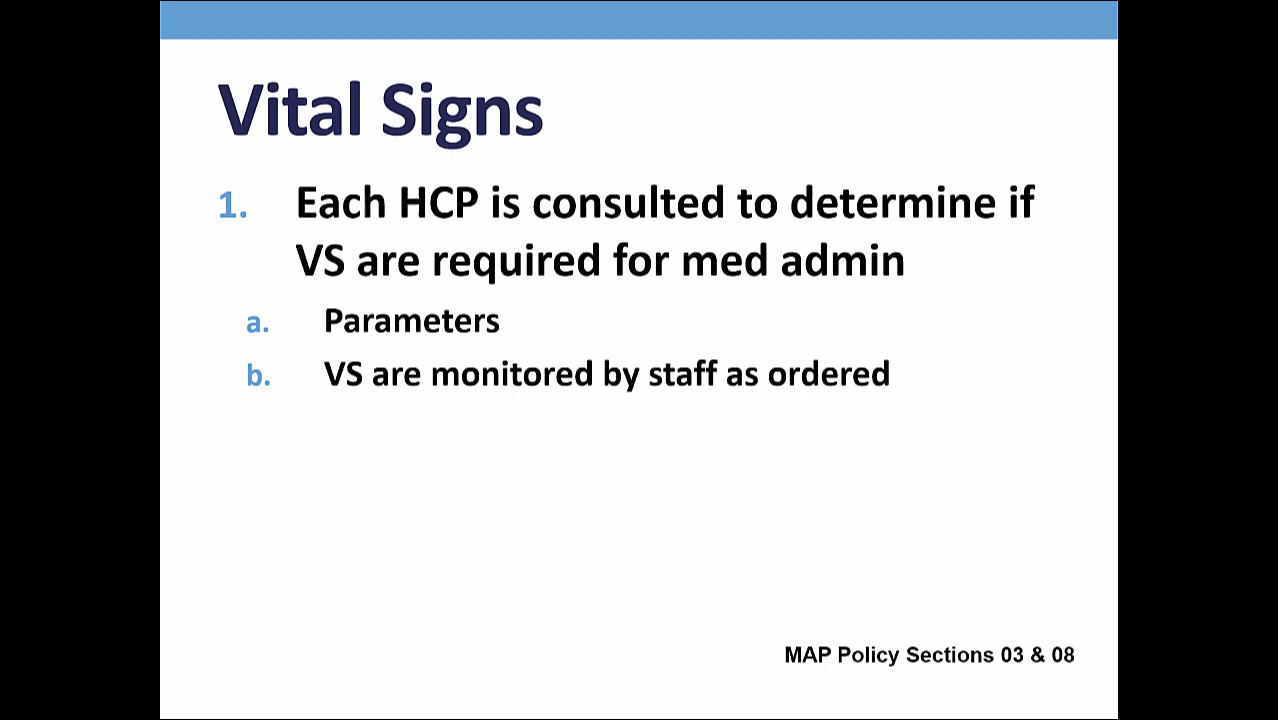 Vital Signs
1. Each HCP is consulted to determine if
VS are required for med admin
a. Parameters
b. VS are monitored by staff as ordered
MAP Policy Sections 03 & 08